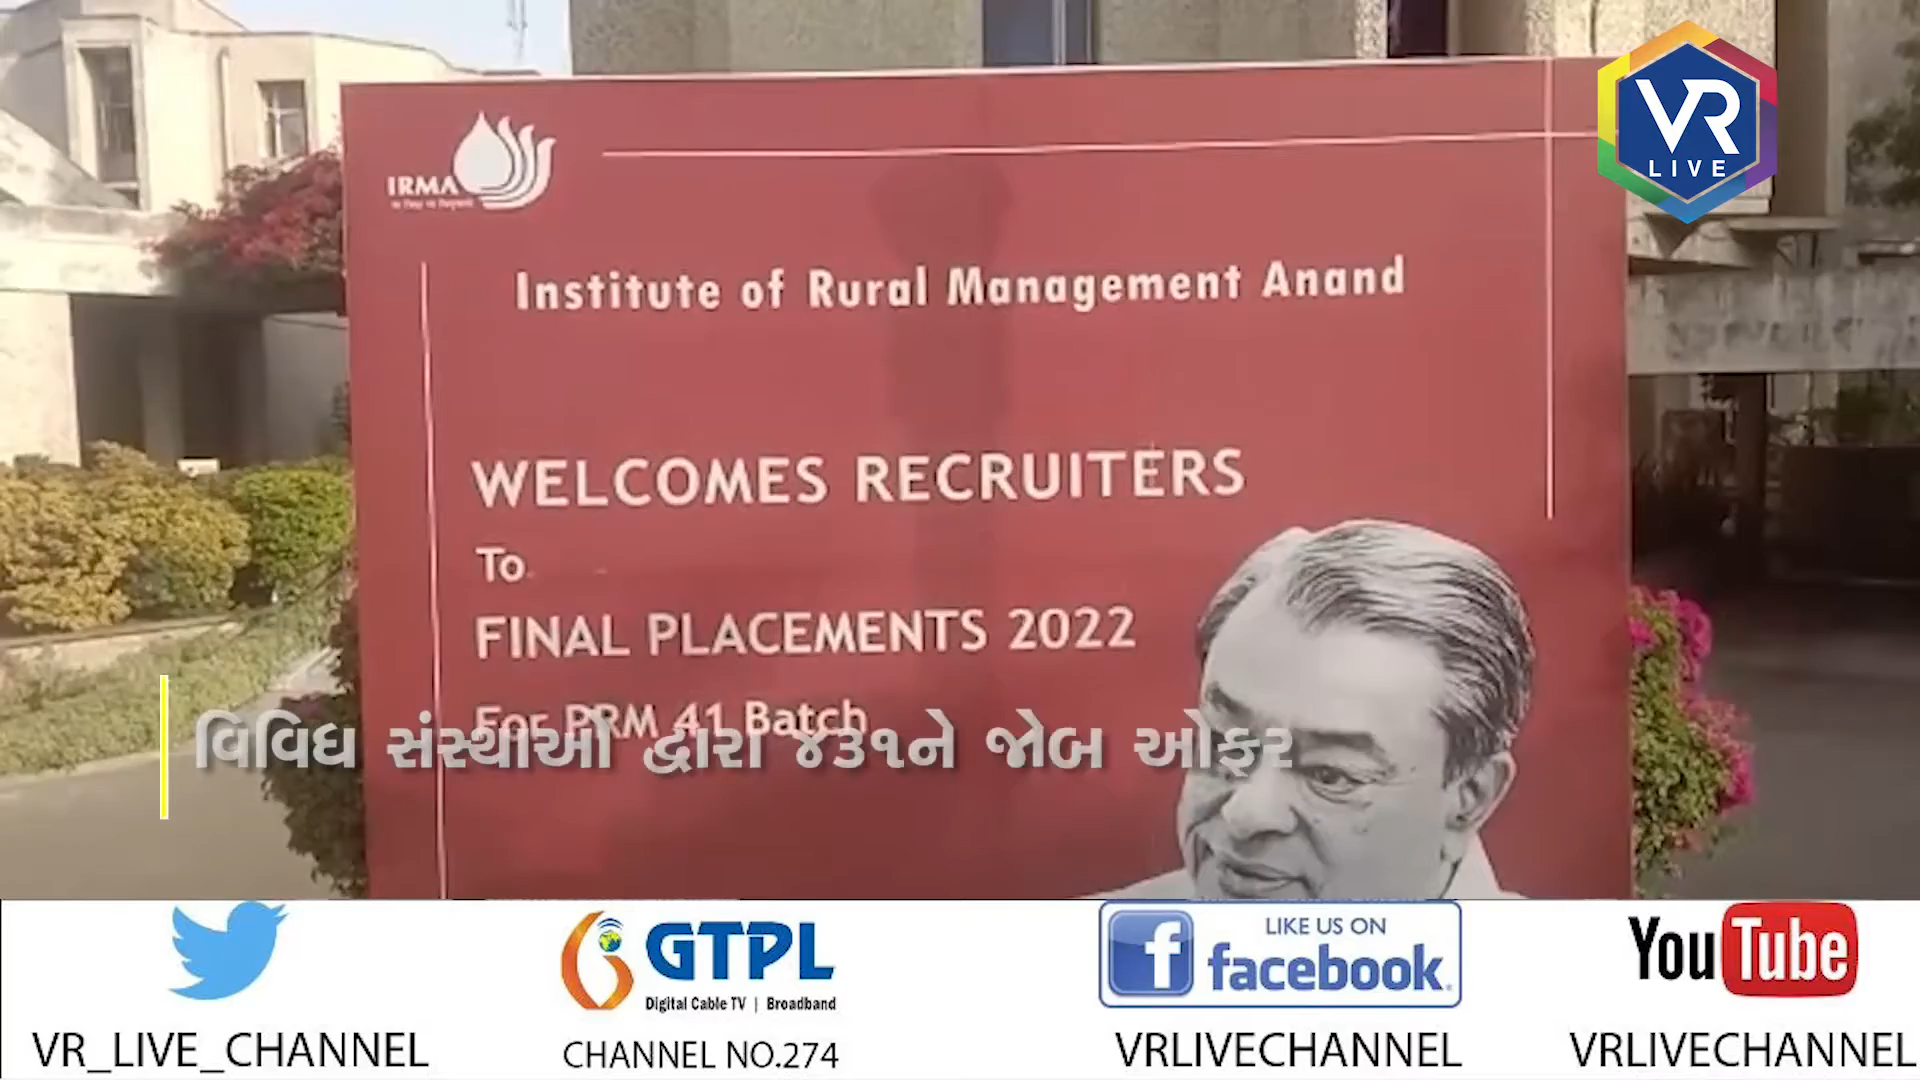 VR
LIVE
IRMA
Institute of Rural Management Anand
WELCOMES RECRUITERS
To
FINAL PLACEMENTS 2022
For PRM 41 Batch
વિવિધ સંસ્થાઓ દ્વારા ૪૩૧ને જોબ ઓફર
GTPL
Digital Cable TV | Broadband
LIKE US ON
facebook
YouTube
VR_LIVE_CHANNEL
CHANNEL NO.274
VRLIVECHANNEL
VRLIVECHANNEL